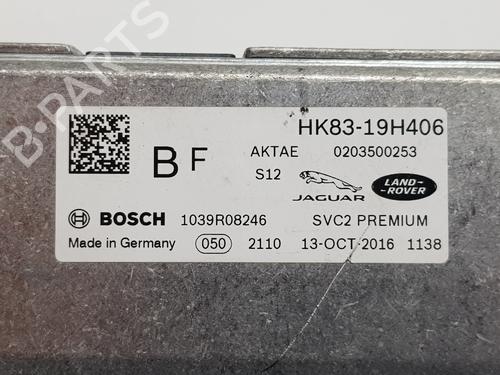 HK83-19H406
B F
AKTAE 0203500253
S12
JAGUAR
LAND-
ROVER
BOSCH 1039R08246 SVC2 PREMIUM
Made in Germany 050 2110 13-OCT-2016 1138
B-PARTS